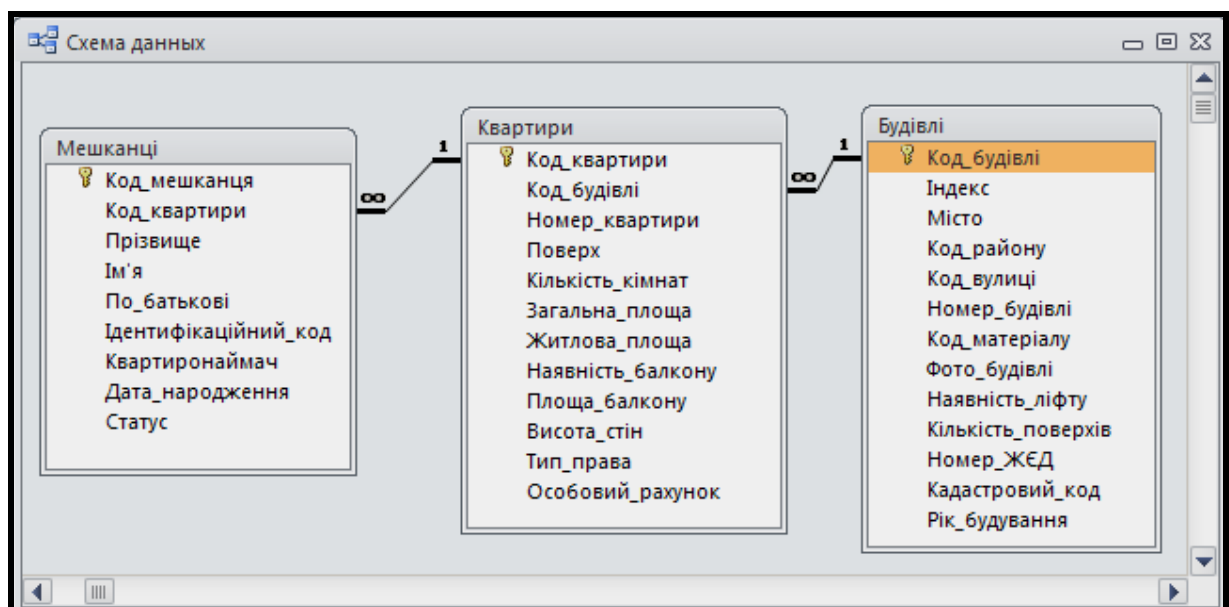 Схема данных
Мешканці
Код_мешканця
Код_квартири
Прізвище
Ім'я
По_батькові
Ідентифікаційний_код
Квартиронаймач
Дата_народження
Статус
∞
1
Квартири
Код_квартири
Код_будівлі
Номер_квартири
Поверх
Кількість_кімнат
Загальна_площа
Житлова_площа
Наявність_балкону
Площа_балкону
Висота_стін
Тип_права
Особовий_рахунок
∞
1
Будівлі
Код_будівлі
Індекс
Місто
Код_району
Код_вулиці
Номер_будівлі
Код_матеріалу
Фото_будівлі
Наявність_ліфту
Кількість_поверхів
Номер_ЖЄД
Кадастровий_код
Рік_будування